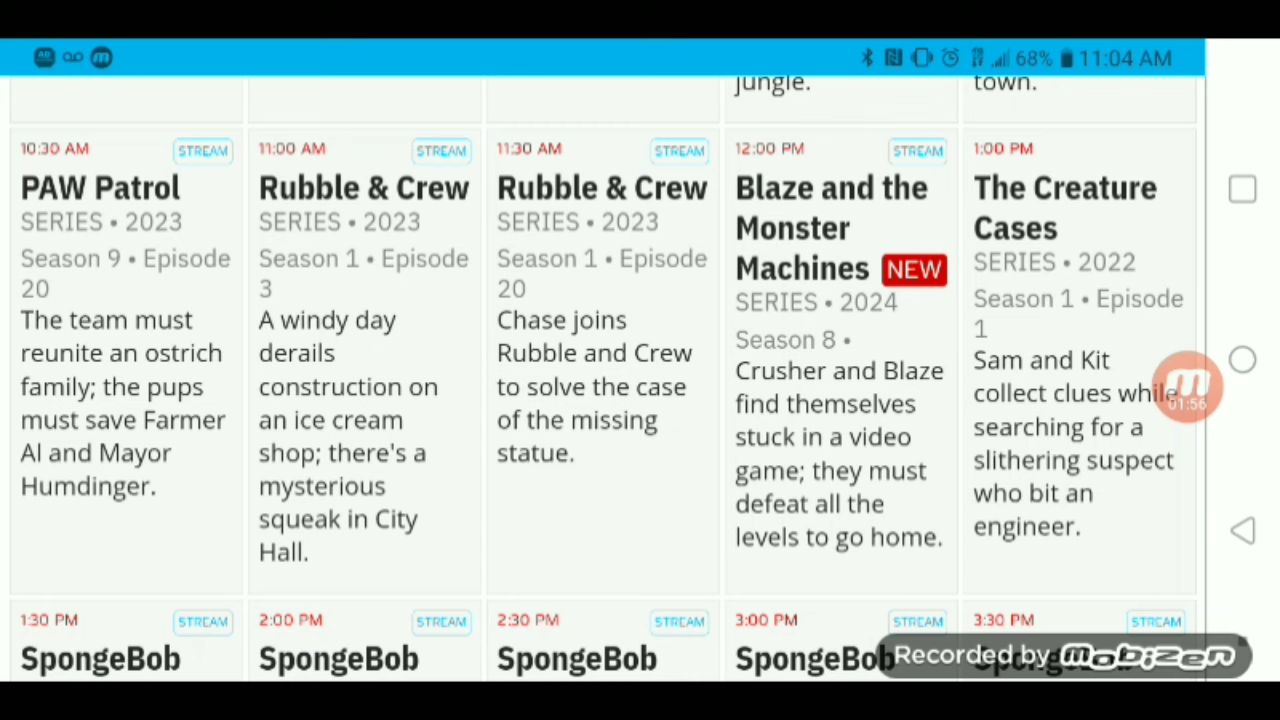 AD
m
68% 11:04 AM
jungle.
town.
10:30 AM STREAM
PAW Patrol
SERIES • 2023
Season 9 • Episode
20
The team must
reunite an ostrich
family; the pups
must save Farmer
Al and Mayor
Humdinger.
11:00 AM STREAM
Rubble & Crew
SERIES • 2023
Season 1 • Episode
3
A windy day
derails
construction on
an ice cream
shop; there's a
mysterious
squeak in City
Hall.
11:30 AM STREAM
Rubble & Crew
SERIES • 2023
Season 1 • Episode
20
Chase joins
Rubble and Crew
to solve the case
of the missing
statue.
12:00 PM STREAM
Blaze and the
Monster
Machines NEW
SERIES • 2024
Season 8 •
Crusher and Blaze
find themselves
stuck in a video
game; they must
defeat all the
levels to go home.
1:00 PM
The Creature
Cases
SERIES • 2022
Season 1 • Episode
1
Sam and Kit
collect clues while
searching for a
slithering suspect
who bit an
engineer.
m
01:56
1:30 PM STREAM
SpongeBob
2:00 PM STREAM
SpongeBob
2:30 PM STREAM
SpongeBob
3:00 PM STREAM
SpongeBob
3:30 PM STREAM
SpongeBob
Recorded by mobizen